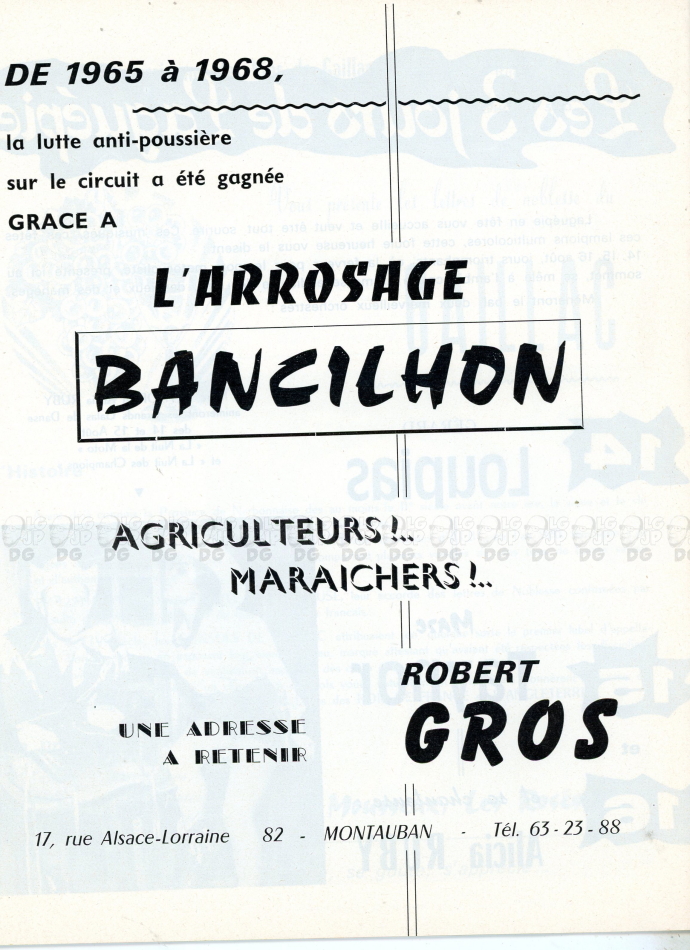 DE 1965 à 1968,
la lutte anti-poussière
sur le circuit a été gagnée
GRACE A
L'ARROSAGE
BANCILHON
AGRICULTEURS !..
MARAICHERS !..
ROBERT
GROS
UNE ADRESSE
A RETENIR
17, rue Alsace-Lorraine 82 - MONTAUBAN - Tél. 63-23-88